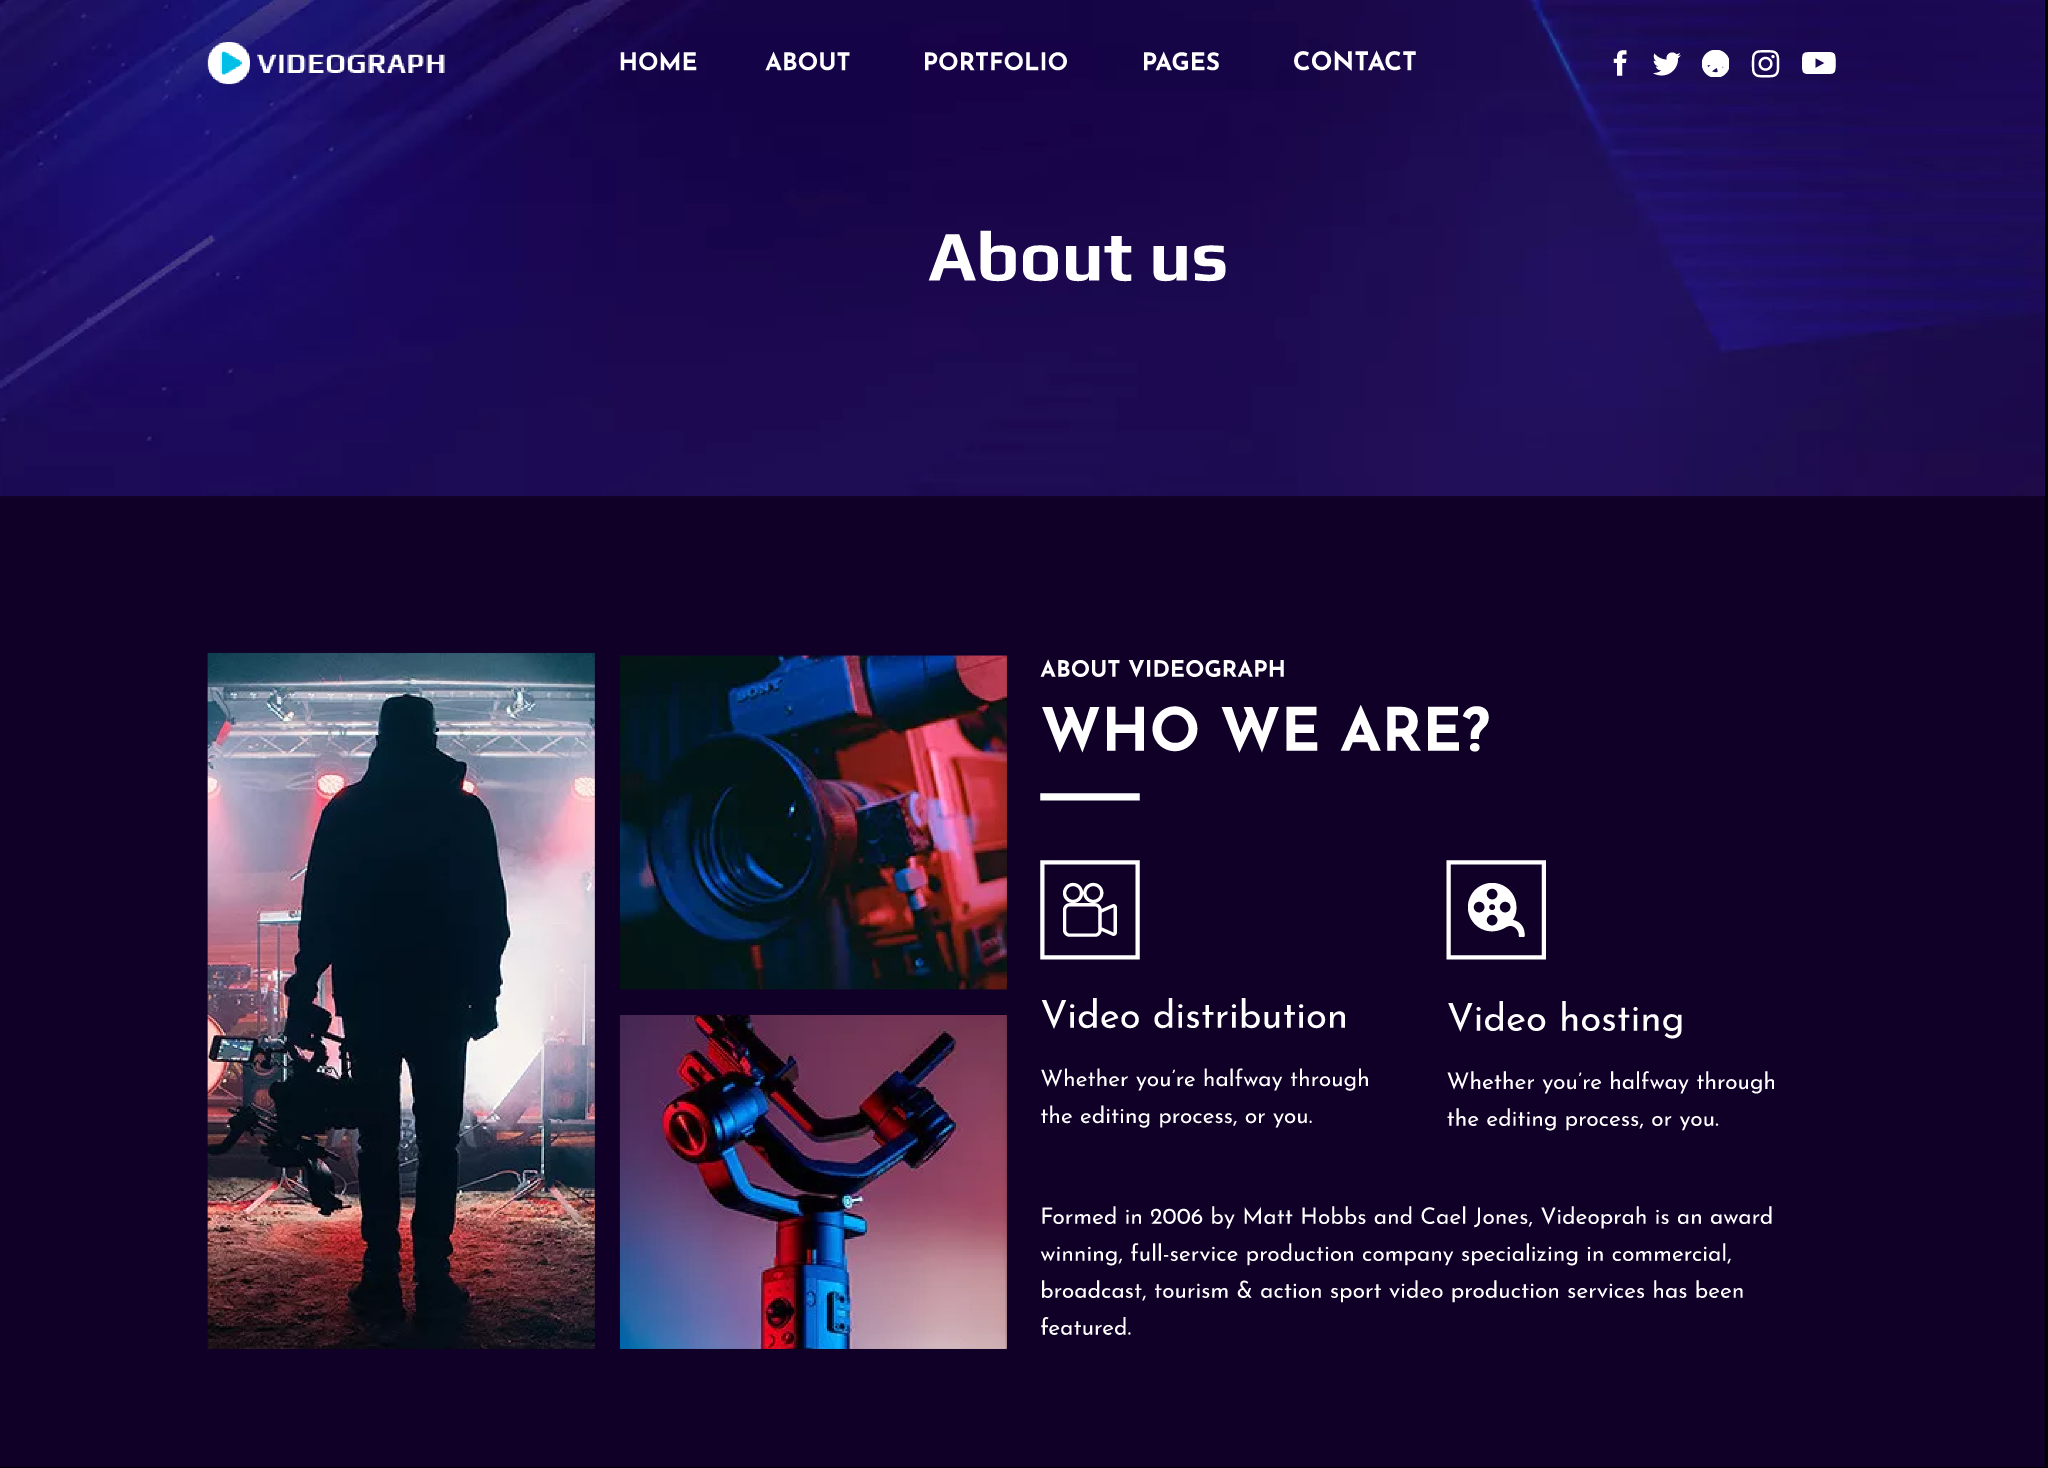 VIDEOGRAPH
HOME ABOUT PORTFOLIO PAGES CONTACT
About us
SONY
ABOUT VIDEOGRAPH
WHO WE ARE?
Video distribution
Whether you're halfway through
the editing process, or you.
Video hosting
Whether you're halfway through
the editing process, or you.
Formed in 2006 by Matt Hobbs and Cael Jones, Videoprah is an award
winning, full-service production company specializing in commercial,
broadcast, tourism & action sport video production services has been
featured.